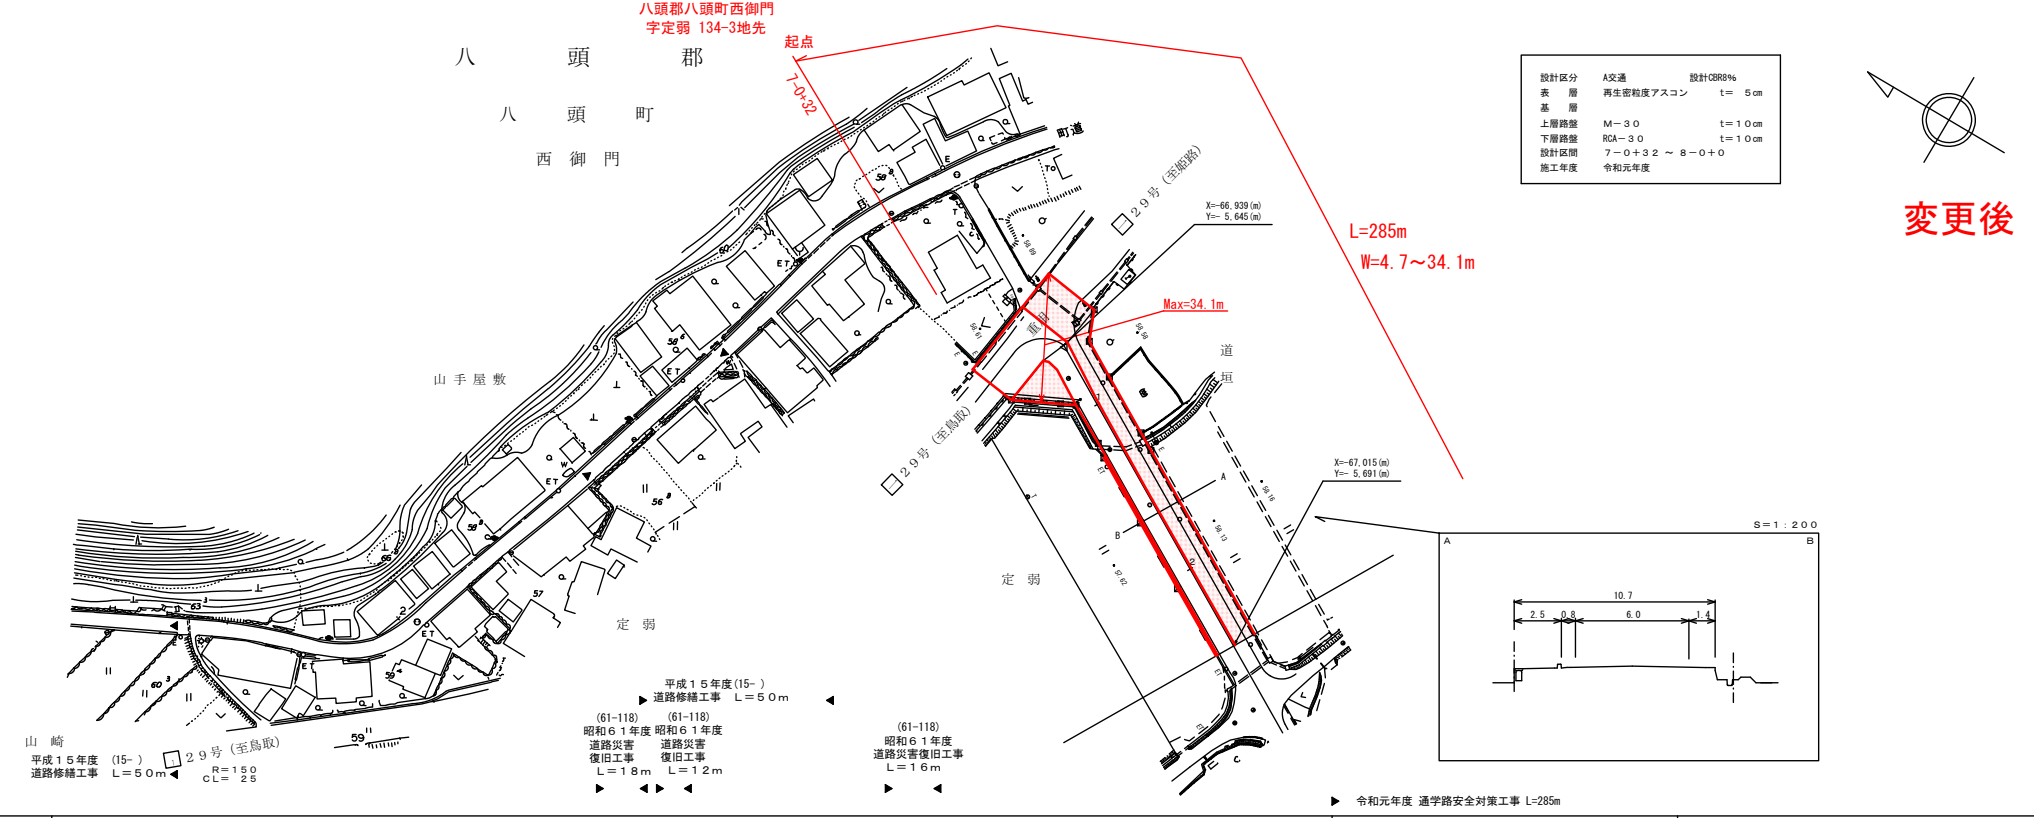 八頭郡八頭町西御門
字定弱 134-3地先
起点
7-0+32
八頭郡
八頭町
西御門
町道
29号(至姫路)
X=-66,939(m)
Y=- 5,645(m)
L=285m
W=4.7～34.1m
Max=34.1m
重用
道垣
設計区分 A交通 設計CBR8%
表層 再生密粒度アスコン t= 5cm
基層
上層路盤 M-30 t=10cm
下層路盤 RCA-30 t=10cm
設計区間 7-0+32 ～ 8-0+0
施工年度 令和元年度
変更後
山手屋敷
29号(至鳥取)
X=-67,015(m)
Y=- 5,691(m)
A
B
定弱
定弱
S=1:200
A B
10.7
2.5 0.8 6.0 1.4
山崎
平成15年度 (15- )
道路修繕工事 L=50m
29号(至鳥取)
R=150
CL= 25
平成15年度(15- )
道路修繕工事 L=50m
(61-118)
昭和61年度
道路災害
復旧工事
L=18m
(61-118)
昭和61年度
道路災害
復旧工事
L=12m
(61-118)
昭和61年度
道路災害復旧工事
L=16m
令和元年度 通学路安全対策工事 L=285m